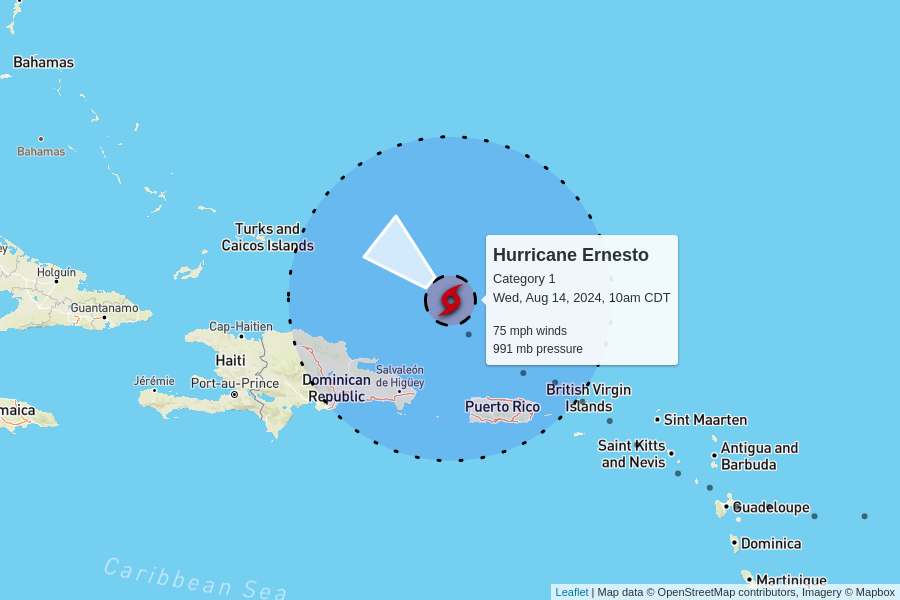 Bahamas
Bahamas
Turks and
Caicos Islands
Hurricane Ernesto
Category 1
Wed, Aug 14, 2024, 10am CDT
75 mph winds
991 mb pressure
ey
Holguín
Guantanamo
Cap-Haitien
Haiti
Jérémie
Port-au-Prince
Dominican
Republic
Salvaleón
de Higüey
maica
Puerto Rico
British Virgin
Islands
Sint Maarten
Saint Kitts
and Nevis
Antigua and
Barbuda
Guadeloupe
Dominica
Martinique
Caribbean Sea
Leaflet | Map data © OpenStreetMap contributors, Imagery © Mapbox